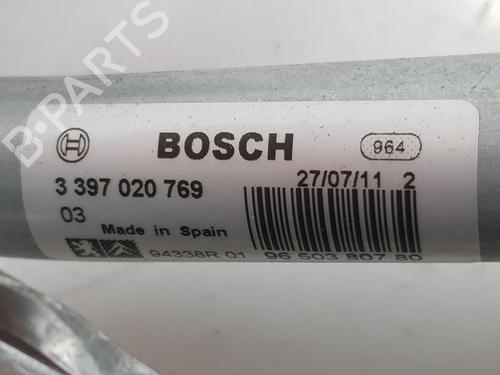 B-PARTS
BOSCH
964
3 397 020 769
27/07/11 2
03
Made in Spain
94338R 01
96 503 807 80